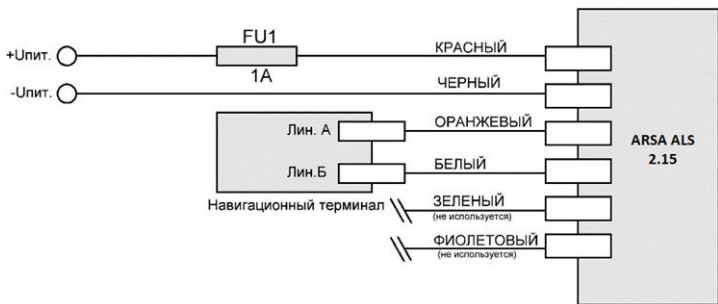 FU1
КРАСНЫЙ
+Uпит.
1А
ЧЕРНЫЙ
-Uпит.
ОРАНЖЕВЫЙ
Лин. А
ARSA ALS
2.15
БЕЛЫЙ
Лин.Б
ЗЕЛЕНЫЙ
Навигационный терминал
(не используется)
ФИОЛЕТОВЫЙ
(не используется)